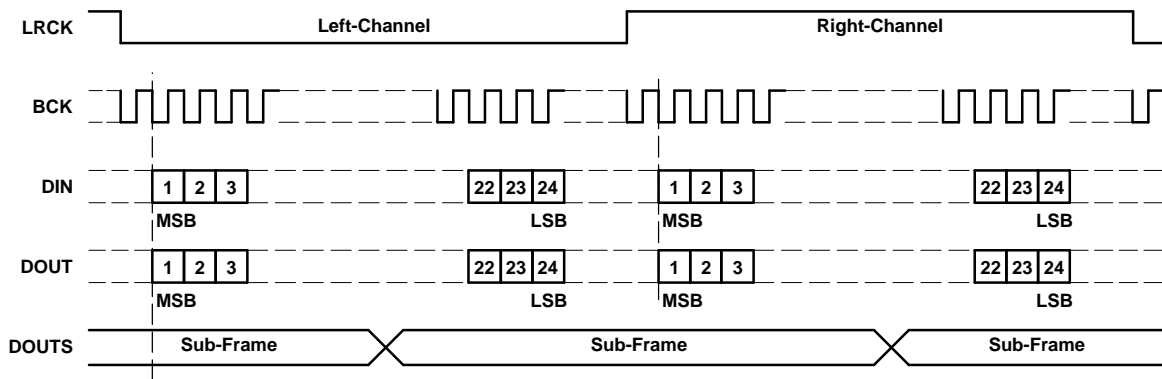 LRCK Left-Channel Right-Channel
BCK
DIN 1 2 3 22 23 24 1 2 3 22 23 24
MSB LSB MSB LSB
DOUT 1 2 3 22 23 24 1 2 3 22 23 24
MSB LSB MSB LSB
DOUTS Sub-Frame Sub-Frame Sub-Frame